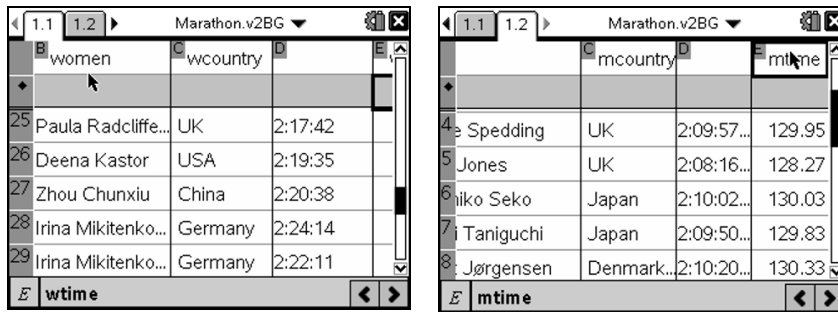 1.1 1.2 Marathon.v2BG
B women C wcountry D E
25 Paula Radcliffe... UK 2:17:42
26 Deena Kastor USA 2:19:35
27 Zhou Chunxiu China 2:20:38
28 Irina Mikitenko... Germany 2:24:14
29 Irina Mikitenko... Germany 2:22:11
E wtime
1.1 1.2 Marathon.v2BG
C mcountry D E mtime
4 e Spedding UK 2:09:57... 129.95
5 Jones UK 2:08:16... 128.27
6 hiko Seko Japan 2:10:02... 130.03
7 i Taniguchi Japan 2:09:50... 129.83
8 Jørgensen Denmark... 2:10:20... 130.33
E mtime